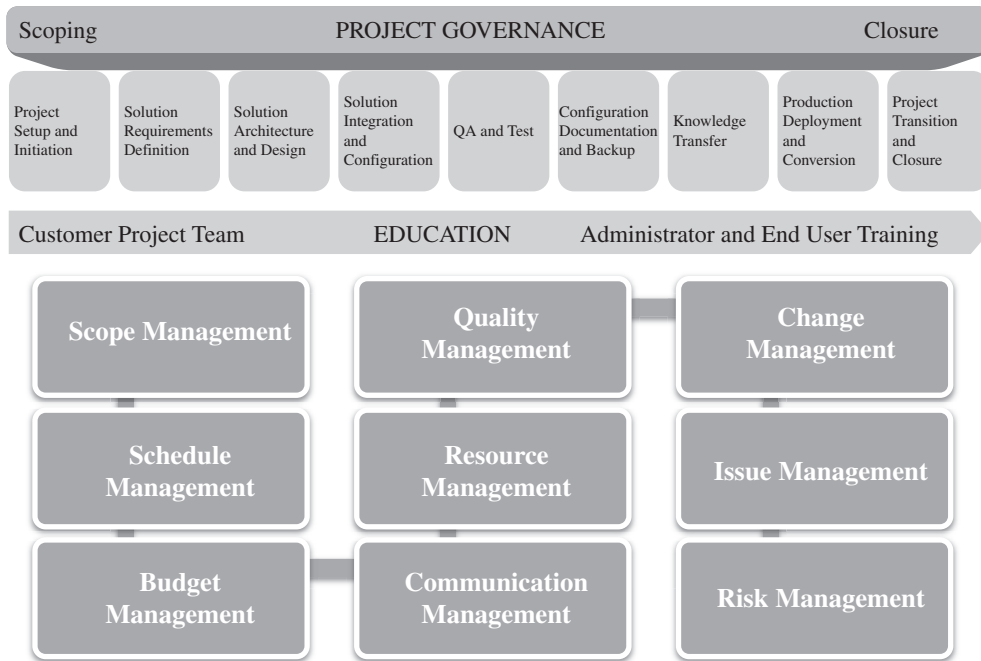 Scoping PROJECT GOVERNANCE Closure
Project
Setup and
Initiation
Solution
Requirements
Definition
Solution
Architecture
and Design
Solution
Integration
and
Configuration
QA and Test
Configuration
Documentation
and Backup
Knowledge
Transfer
Production
Deployment
and
Conversion
Project
Transition
and
Closure
Customer Project Team EDUCATION Administrator and End User Training
Scope Management
Quality
Management
Change
Management
Schedule
Management
Resource
Management
Issue Management
Budget
Management
Communication
Management
Risk Management